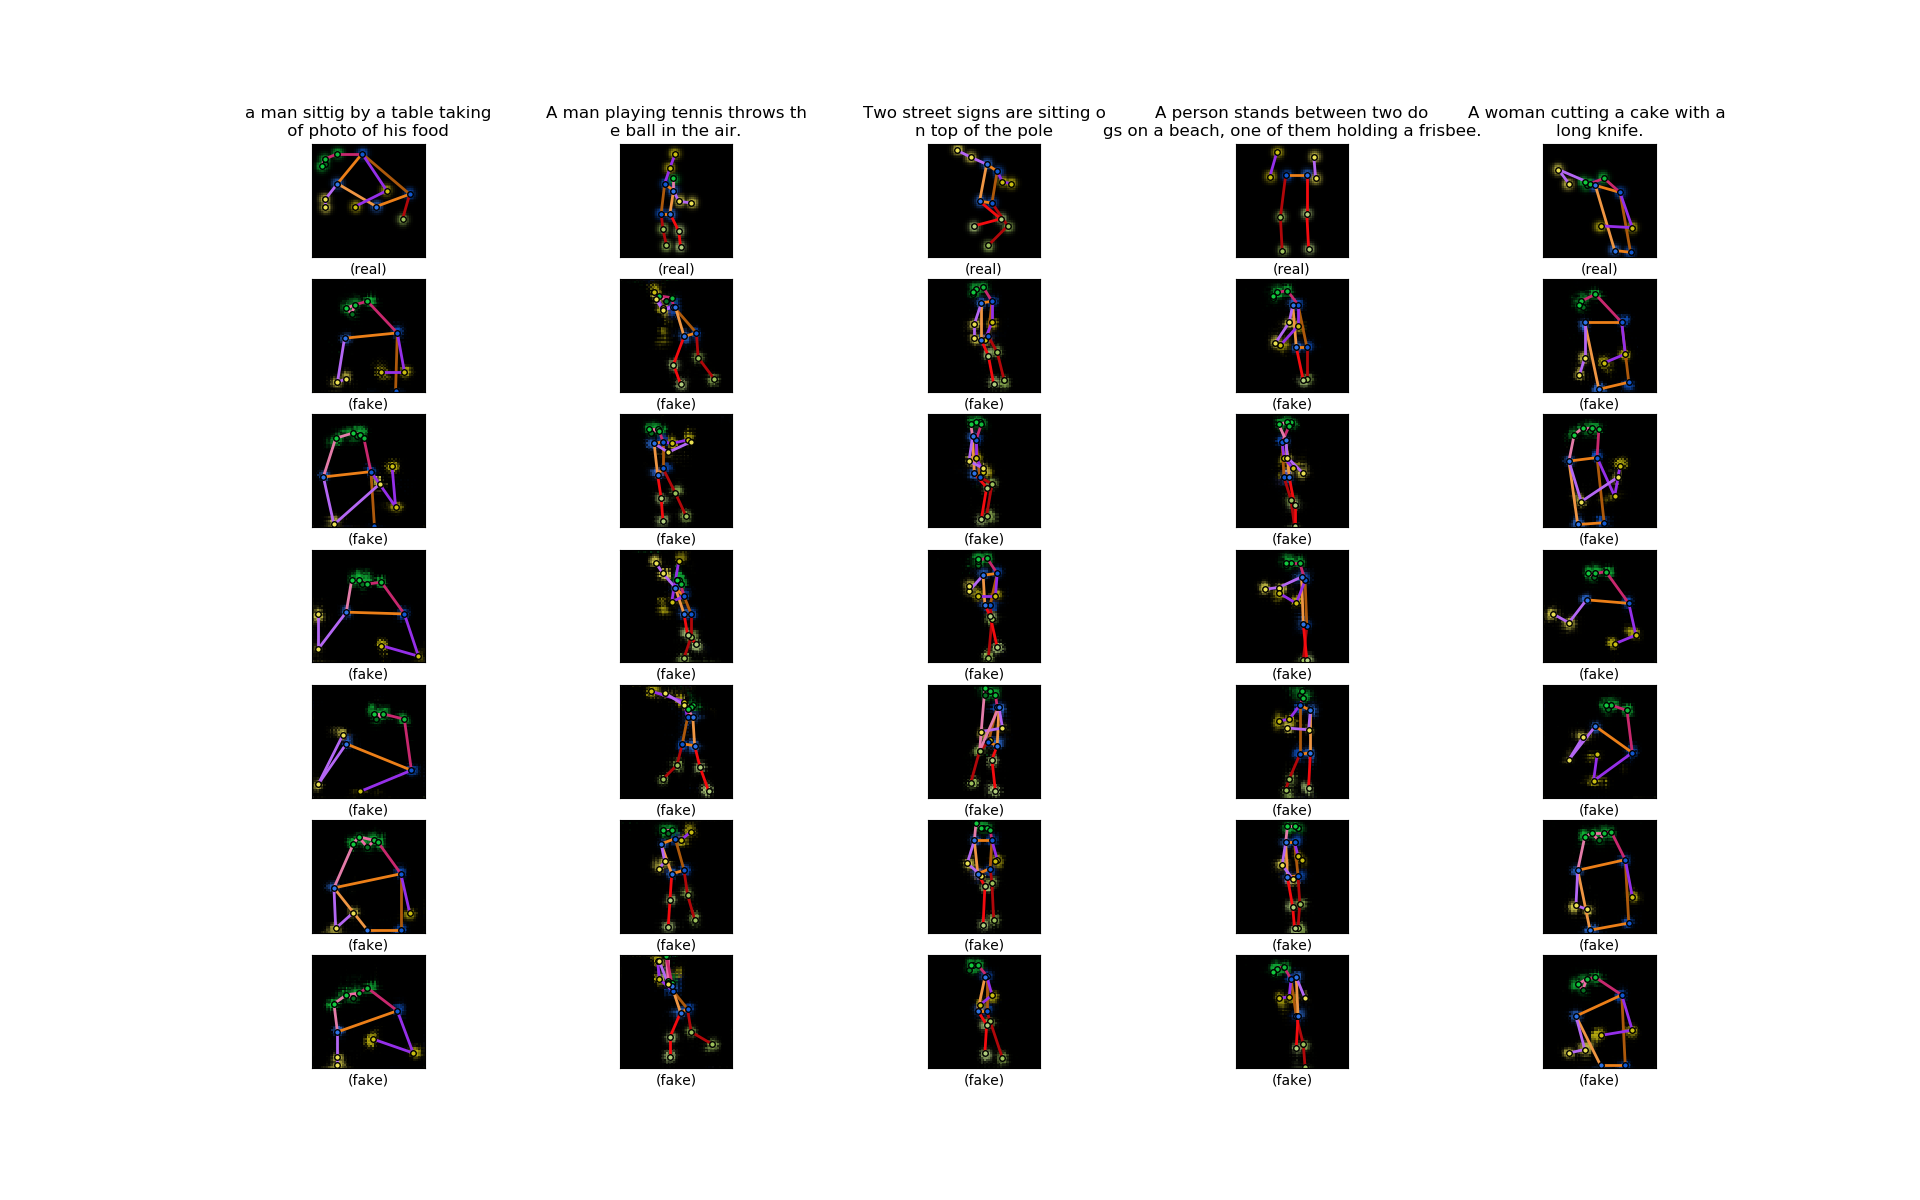 a man sittig by a table taking
of photo of his food
A man playing tennis throws th
e ball in the air.
Two street signs are sitting o
n top of the pole
A person stands between two do
gs on a beach, one of them holding a frisbee.
A woman cutting a cake with a
long knife.
(real) (real) (real) (real) (real)
(fake) (fake) (fake) (fake) (fake)
(fake) (fake) (fake) (fake) (fake)
(fake) (fake) (fake) (fake) (fake)
(fake) (fake) (fake) (fake) (fake)
(fake) (fake) (fake) (fake) (fake)
(fake) (fake) (fake) (fake) (fake)